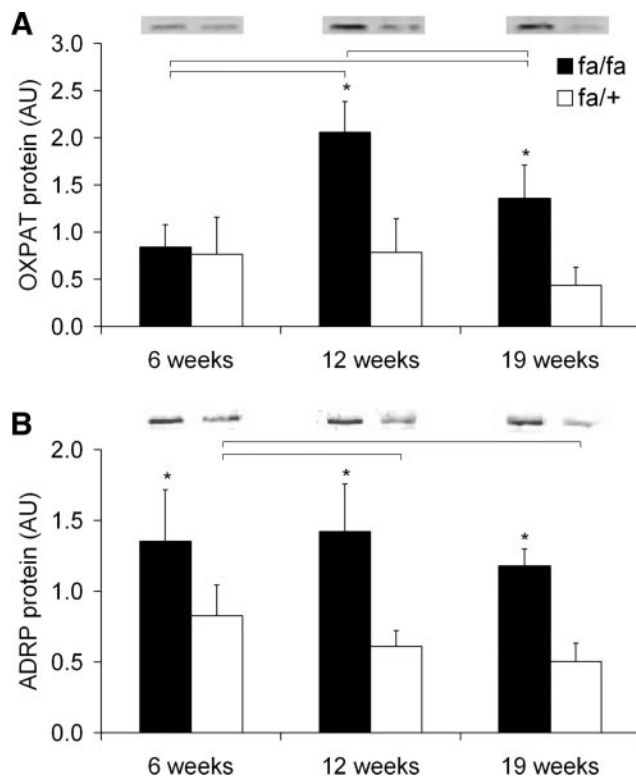 A
OXPAT protein (AU)
3.0
2.5
2.0
1.5
1.0
0.5
0.0
fa/fa
fa/+
*
*
6 weeks
12 weeks
19 weeks
B
ADRP protein (AU)
2.0
1.5
1.0
0.5
0.0
*
*
*
6 weeks
12 weeks
19 weeks